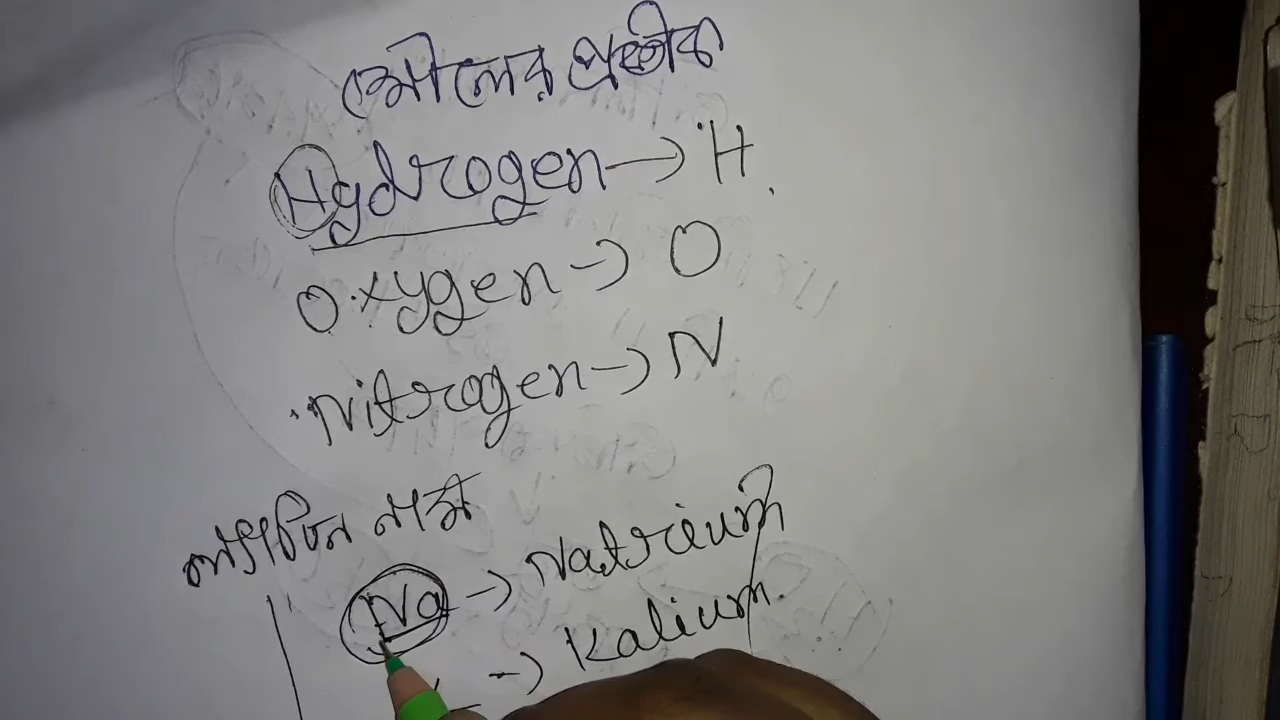 মৌলের প্রতীক
Hydrogen → H
Oxygen → O
Nitrogen → N
ল্যাটিন নাম
Na → Natrium
→ Kalium